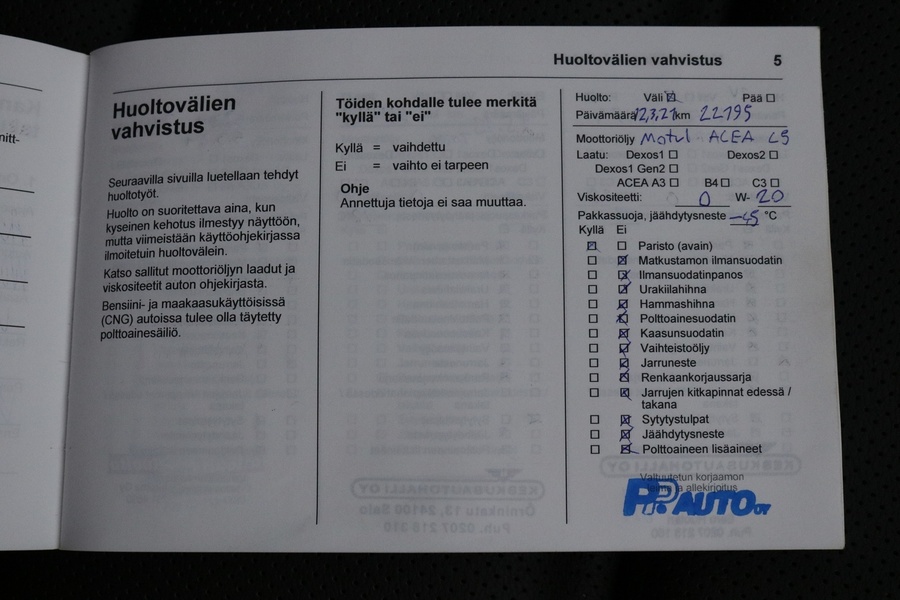 nitt-
Huoltovälien vahvistus 5
Huoltovälien
vahvistus
Seuraavilla sivuilla luetellaan tehdyt
huoltotyöt.
Huolto on suoritettava aina, kun
kyseinen kehotus ilmestyy näyttöön,
mutta viimeistään käyttöohjekirjassa
ilmoitetuin huoltovälein.
Katso sallitut moottoriöljyn laadut ja
viskositeetit auton ohjekirjasta.
Bensiini- ja maakaasukäyttöisissä
(CNG) autoissa tulee olla täytetty
polttoainesäiliö.
Töiden kohdalle tulee merkitä
"kyllä" tai "ei"
Kyllä = vaihdettu
Ei = vaihto ei tarpeen
Ohje
Annettuja tietoja ei saa muuttaa.
Huolto: Väli ☒ Pää ☐
Päivämäärä 12,3,21 km 22795
Moottoriöljy Motul ACEA C5
Laatu: Dexos1 ☐ Dexos2 ☐
Dexos1 Gen2 ☐
ACEA A3 ☐ B4 ☐ C3 ☐
Viskositeetti: 0 W- 20
Pakkassuoja, jäähdytysneste -45 °C
Kyllä Ei
☒ ☐ Paristo (avain)
☐ ☒ Matkustamon ilmansuodatin
☐ ☒ Ilmansuodatinpanos
☐ ☒ Urakiilahihna
☐ ☒ Hammashihna
☐ ☒ Polttoainesuodatin
☐ ☒ Kaasunsuodatin
☐ ☒ Vaihteistoöljy
☐ ☒ Jarruneste
☐ ☒ Renkaankorjaussarja
☐ ☒ Jarrujen kitkapinnat edessä /
takana
☐ ☒ Sytytystulpat
☐ ☒ Jäähdytysneste
☐ ☒ Polttoaineen lisäaineet
Valtuutetun korjaamon
a allekirjoitus
AUTO OY